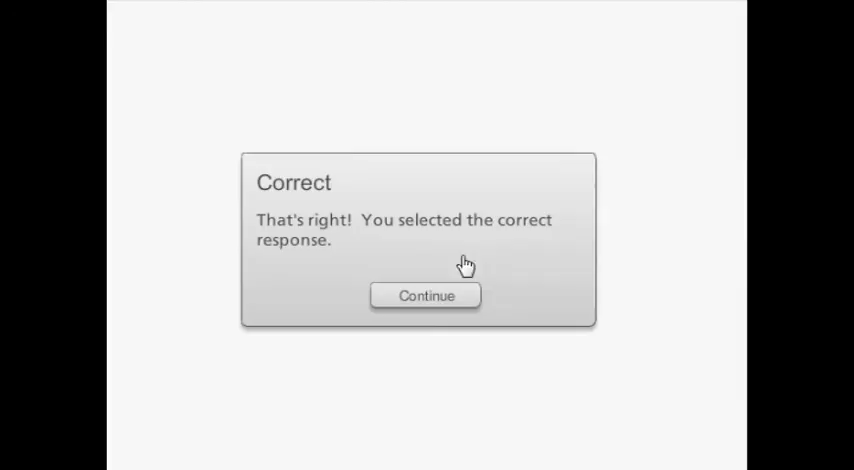 Correct
That's right!  You selected the correct
response.
Continue